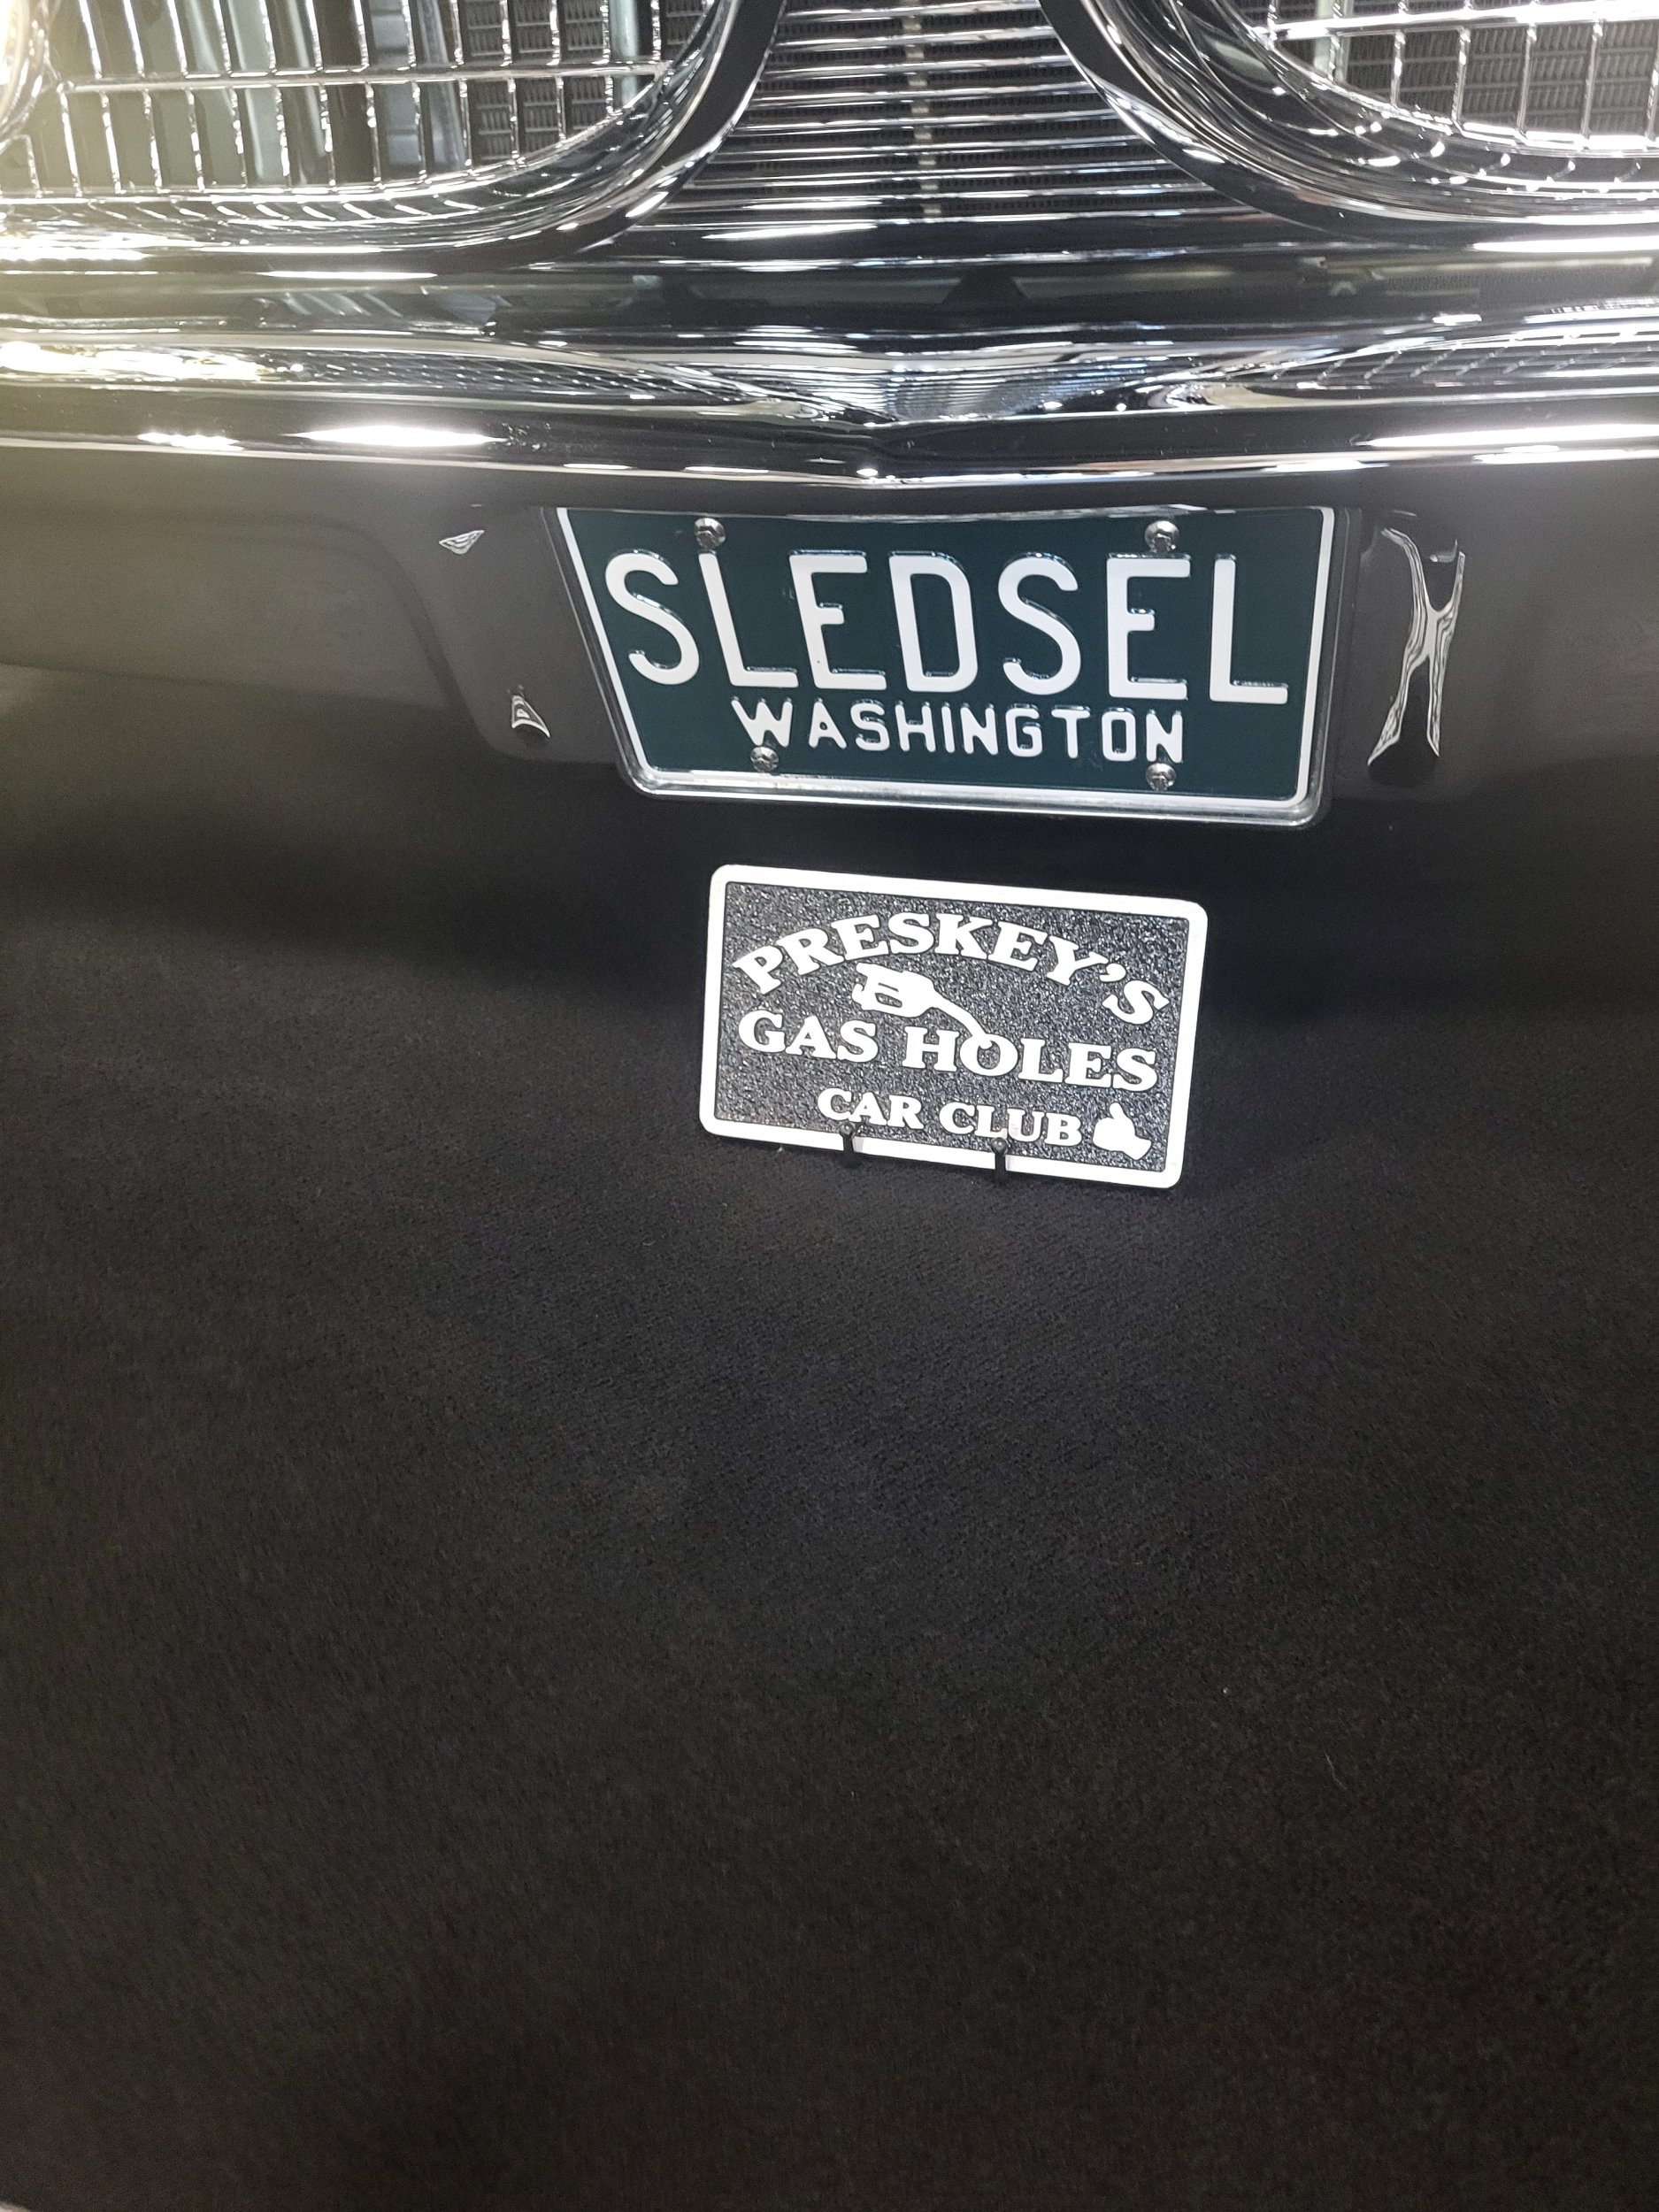 SLEDSEL
WASHINGTON
PRESKEY'S
GAS HOLES
CAR CLUB